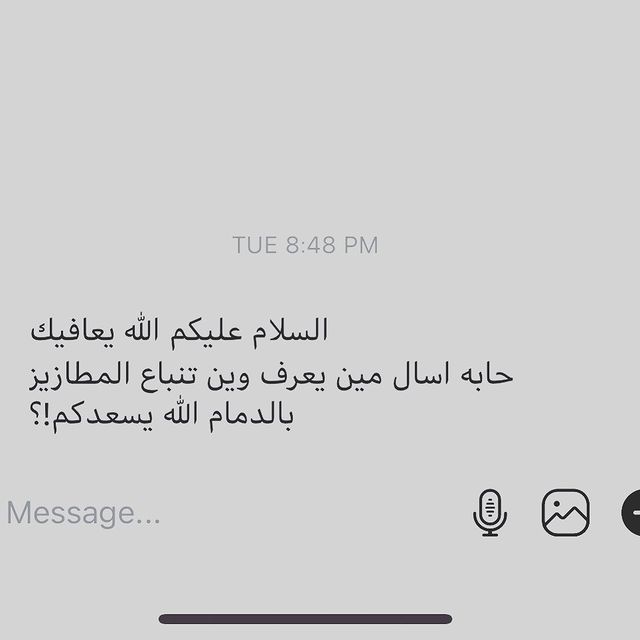 TUE 8:48 PM
السلام عليكم الله يعافيك
حابه اسال مين يعرف وين تنباع المطازيز
بالدمام الله يسعدكم!؟
Message...